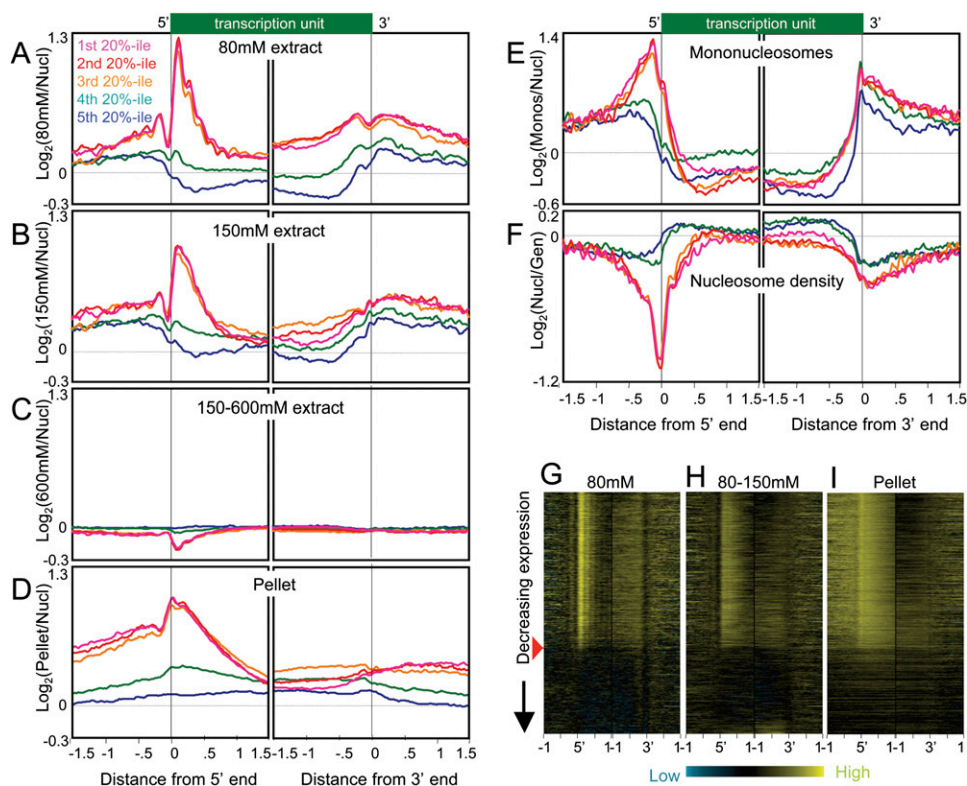 5’ transcription unit 3’
A
80mM extract
1st 20%-ile
2nd 20%-ile
3rd 20%-ile
4th 20%-ile
5th 20%-ile
Log2(80mM/Nucl)
1.3
0
-0.3
B
150mM extract
Log2(150mM/Nucl)
1.3
0
-0.3
C
150-600mM extract
Log2(600mM/Nucl)
1.3
0
-0.3
D
Pellet
Log2(Pellet/Nucl)
1.3
0
-0.3
-1.5 -1 -.5 0 .5 1 1.5 -1 -.5 0 .5 1 1.5
Distance from 5’ end Distance from 3’ end
5’ transcription unit 3’
E
Mononucleosomes
Log2(Monos/Nucl)
1.4
0
-0.6
F
Nucleosome density
Log2(Nucl/Gen)
0.2
0
-1.2
-1.5 -1 -.5 0 .5 1 1.5 -1.5 -1 -.5 0 .5 1 1.5
Distance from 5’ end Distance from 3’ end
G 80mM H 80-150mM I Pellet
Decreasing expression
-1 5’ 1-1 3’ 1-1 5’ 1-1 3’ 1-1 5’ 1-1 3’ 1
Low High